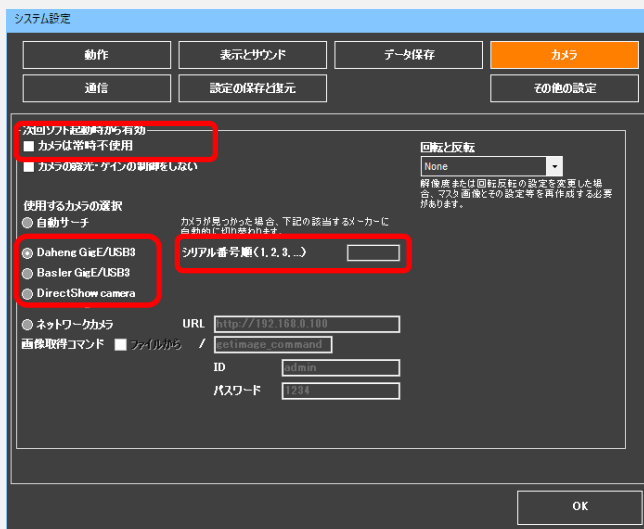 システム設定
動作
表示とサウンド
データ保存
カメラ
通信
設定の保存と復元
その他の設定
次回ソフト起動時から有効
カメラは常時不使用
カメラの露光・ゲインの制御をしない
回転と反転
None
解像度または回転反転の設定を変更した場
合、マスク画像とその設定等を再作成する必要
があります。
使用するカメラの選択
自動サーチ
カメラが見つかった場合、下記の該当するメーカーに
自動的に切り替わります。
Daheng GigE/USB3
シリアル番号順(1, 2, 3, ...)
Basler GigE/USB3
DirectShow camera
ネットワークカメラ
URL http://192.168.0.100
画像取得コマンド ファイルから / getimage_command
ID admin
パスワード 1234
OK